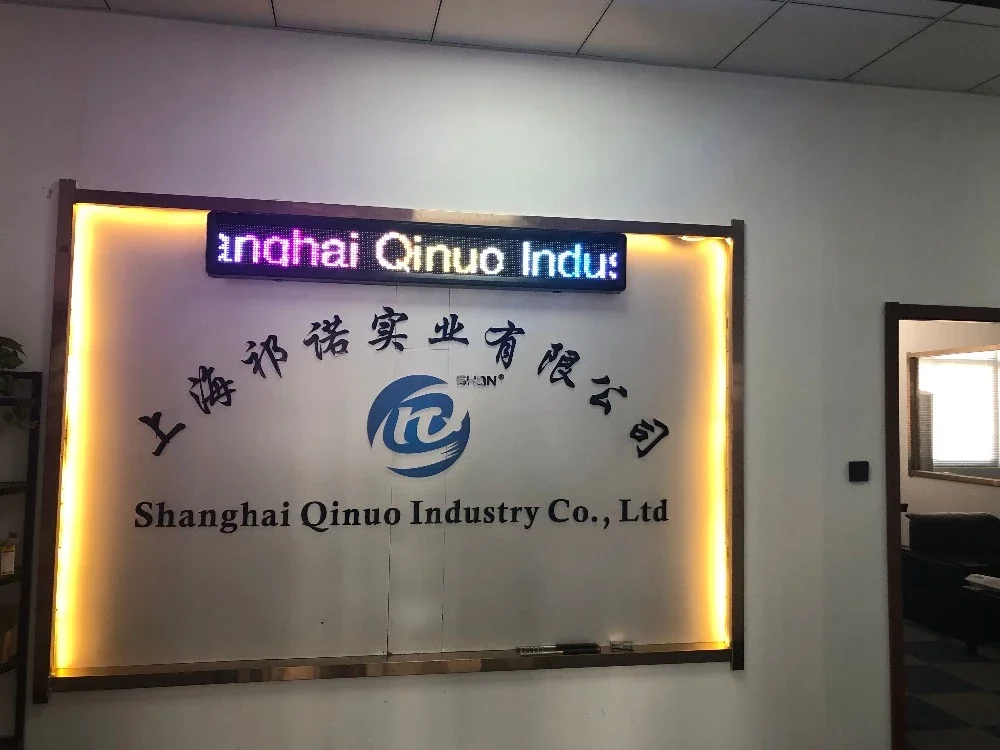 anghai Qinuo Indus
上海祁诺实业有限公司
SHQN®
Shanghai Qinuo Industry Co., Ltd